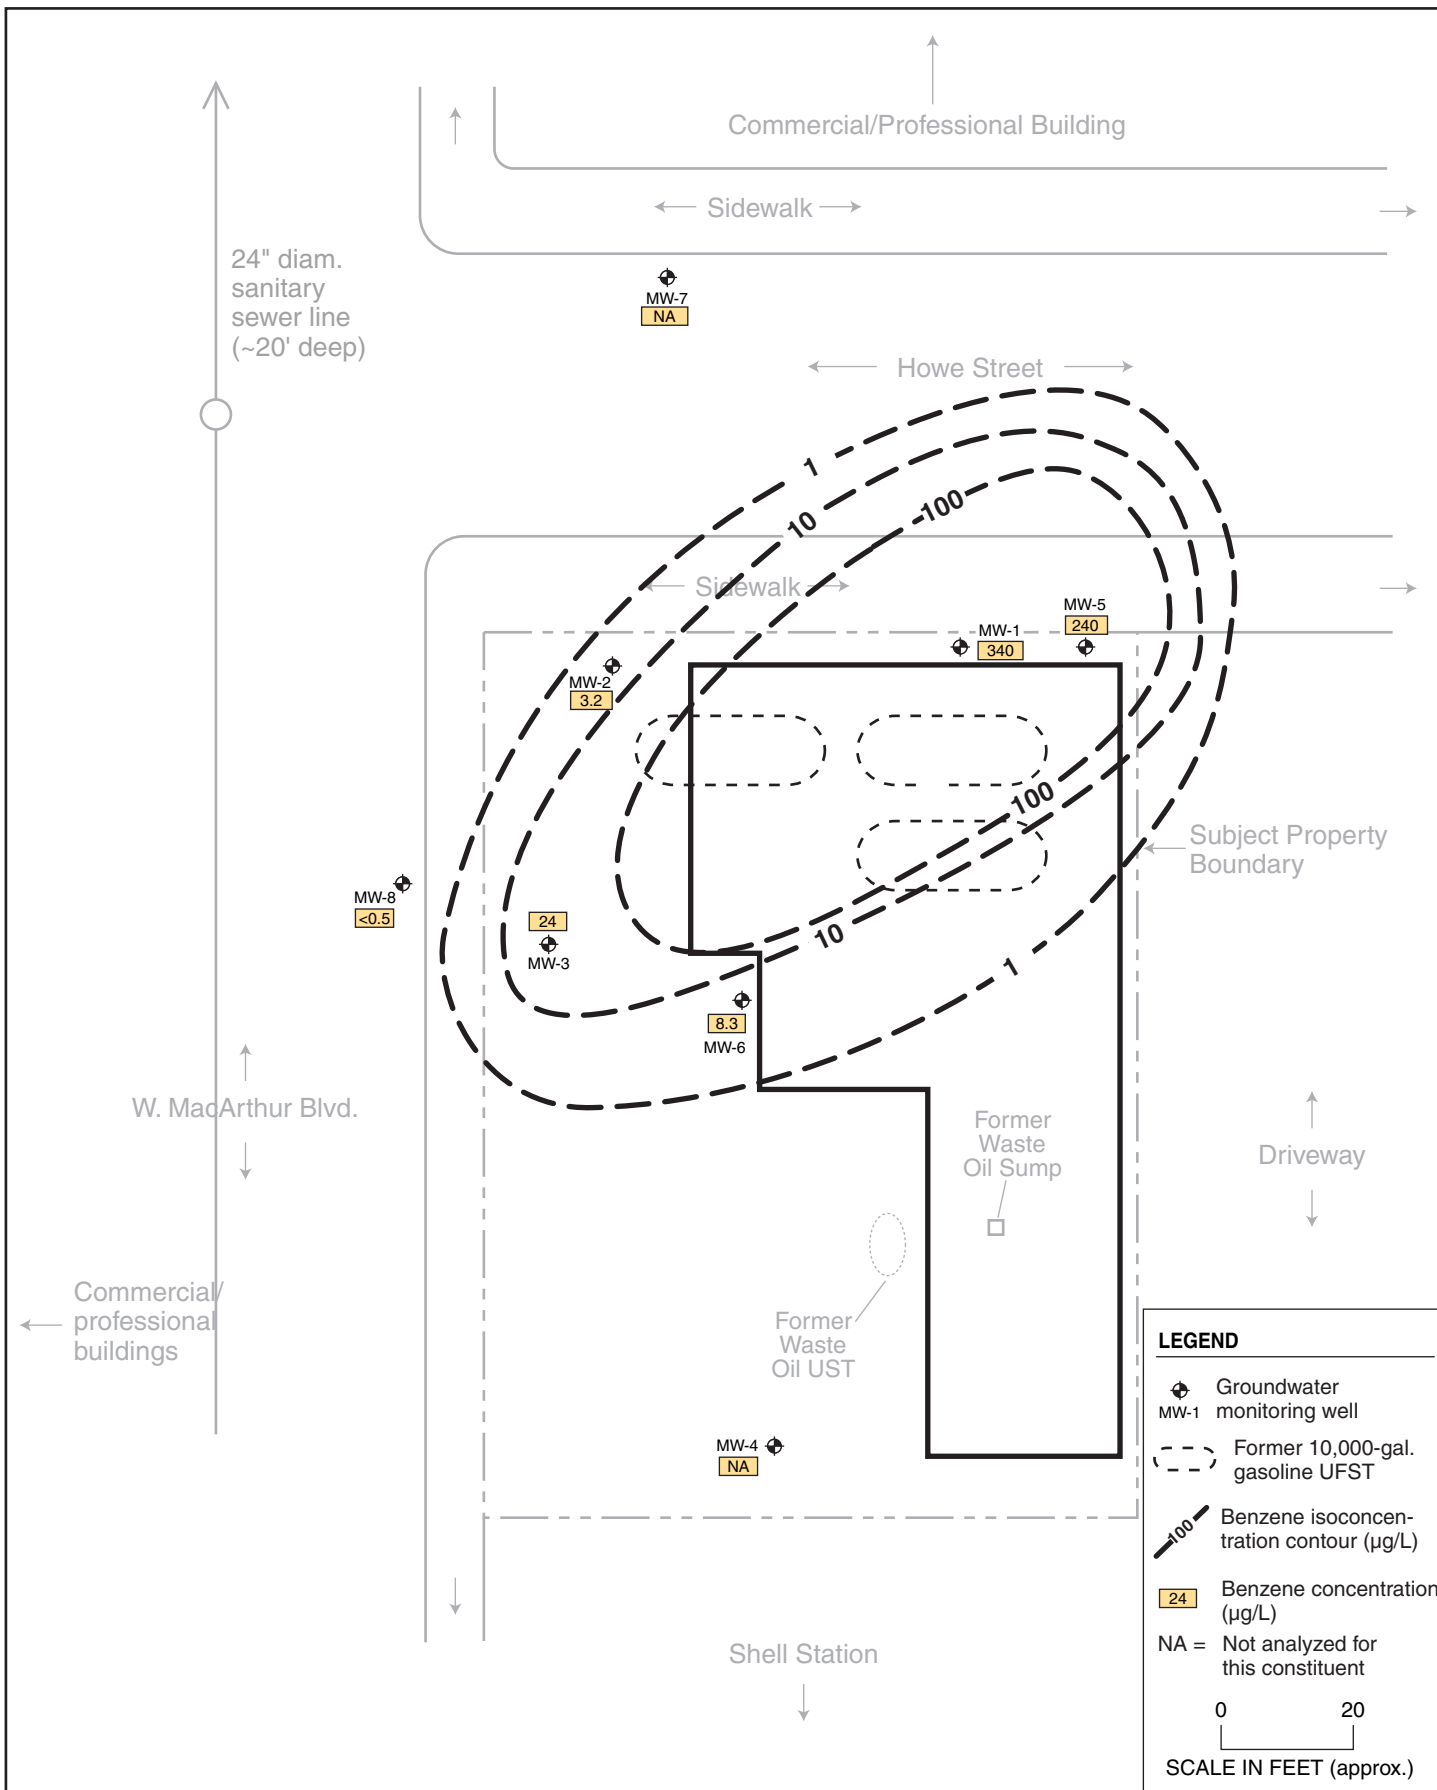 Commercial/Professional Building
Sidewalk
24" diam.
sanitary
sewer line
(~20' deep)
MW-7
NA
Howe Street
1
10
100
Sidewalk
MW-5
240
MW-1
340
MW-2
3.2
100
Subject Property
Boundary
MW-8
<0.5
24
MW-3
10
1
8.3
MW-6
W. MacArthur Blvd.
Former
Waste
Oil Sump
Driveway
Commercial/
professional
buildings
Former
Waste
Oil UST
MW-4
NA
Shell Station
LEGEND
MW-1
Groundwater
monitoring well
Former 10,000-gal.
gasoline UFST
100
Benzene isoconcen-
tration contour (µg/L)
24
Benzene concentration
(µg/L)
NA = Not analyzed for
this constituent
0 20
SCALE IN FEET (approx.)